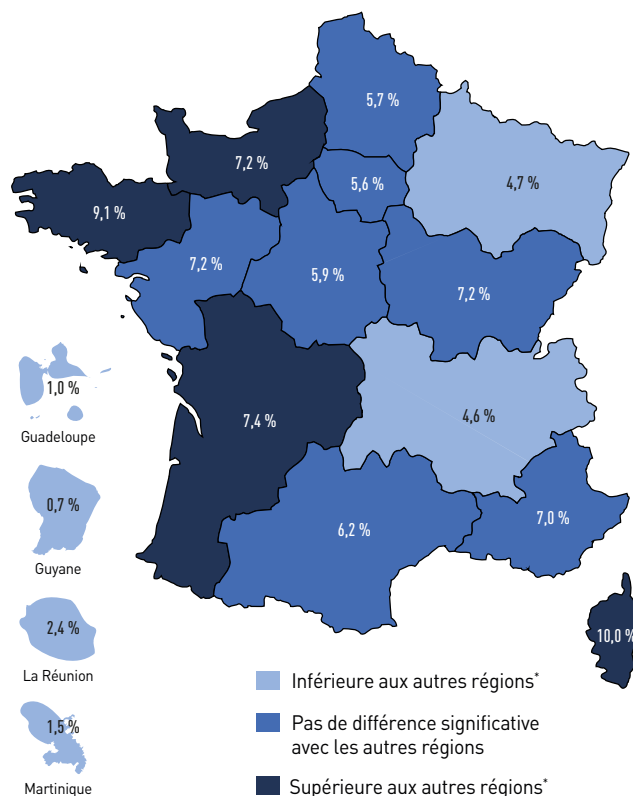 5,7 %
7,2 %
5,6 %
4,7 %
9,1 %
7,2 %
5,9 %
7,2 %
1,0 %
Guadeloupe
7,4 %
4,6 %
0,7 %
Guyane
6,2 %
7,0 %
2,4 %
La Réunion
10,0 %
1,5 %
Martinique
Inférieure aux autres régions*
Pas de différence significative
avec les autres régions
Supérieure aux autres régions*